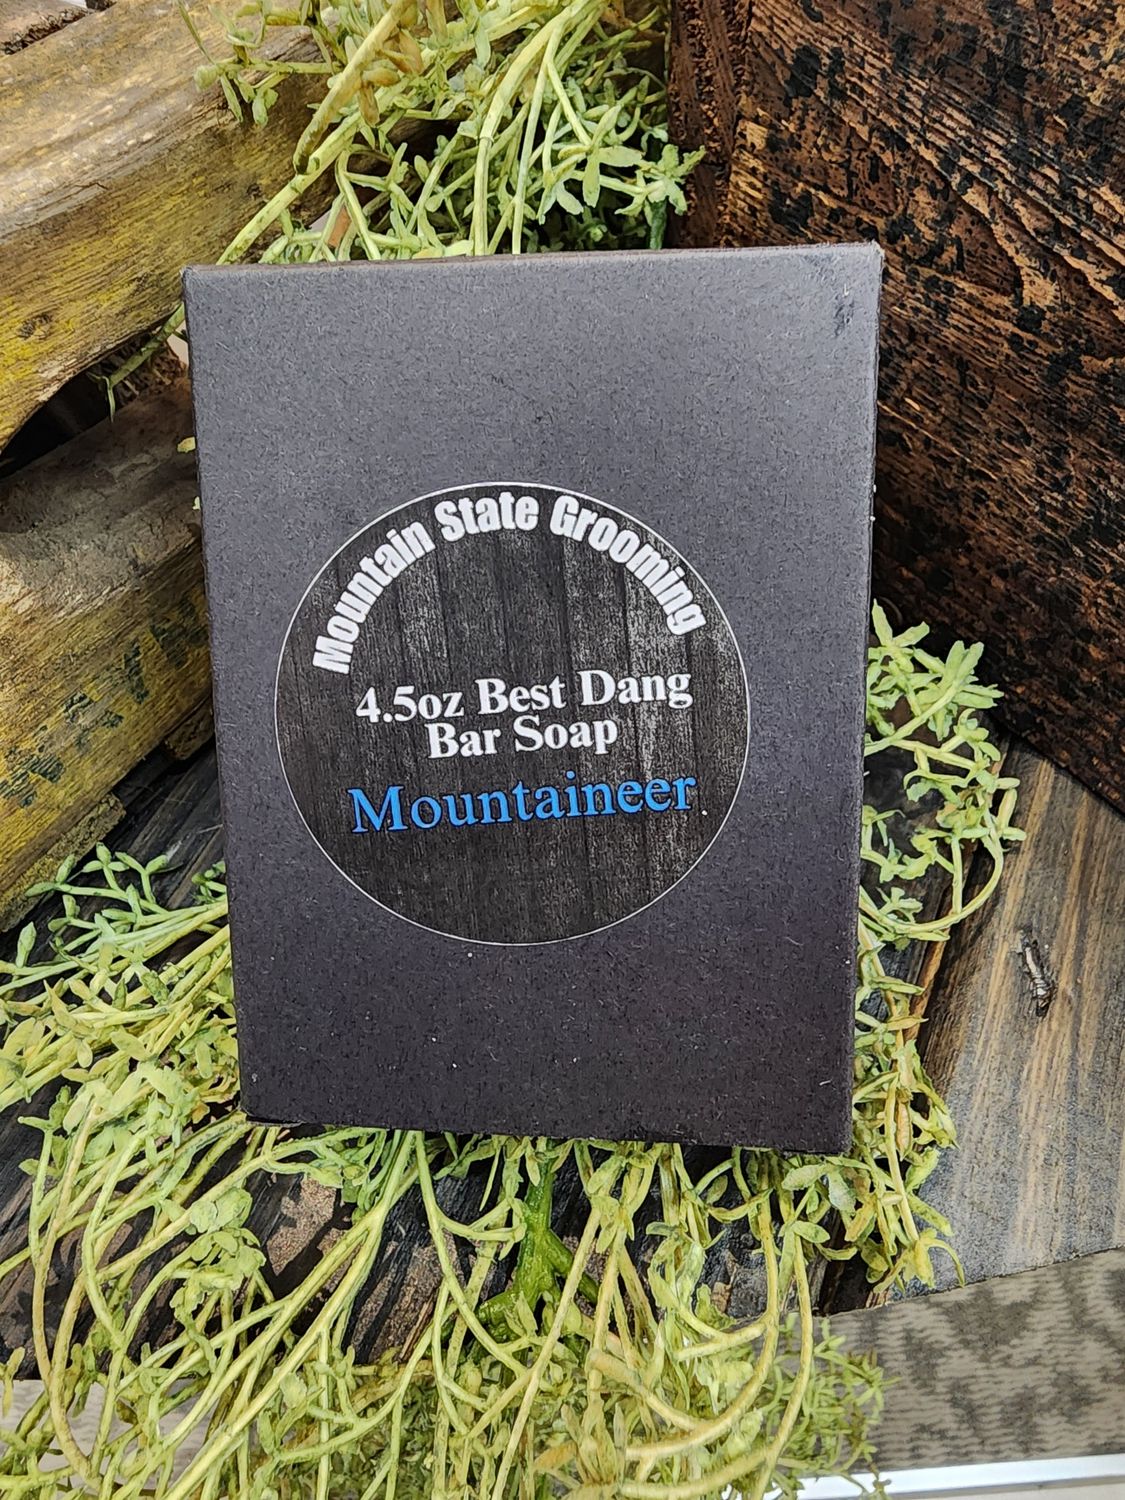 Mountain State Grooming
4.5oz Best Dang
Bar Soap
Mountaineer